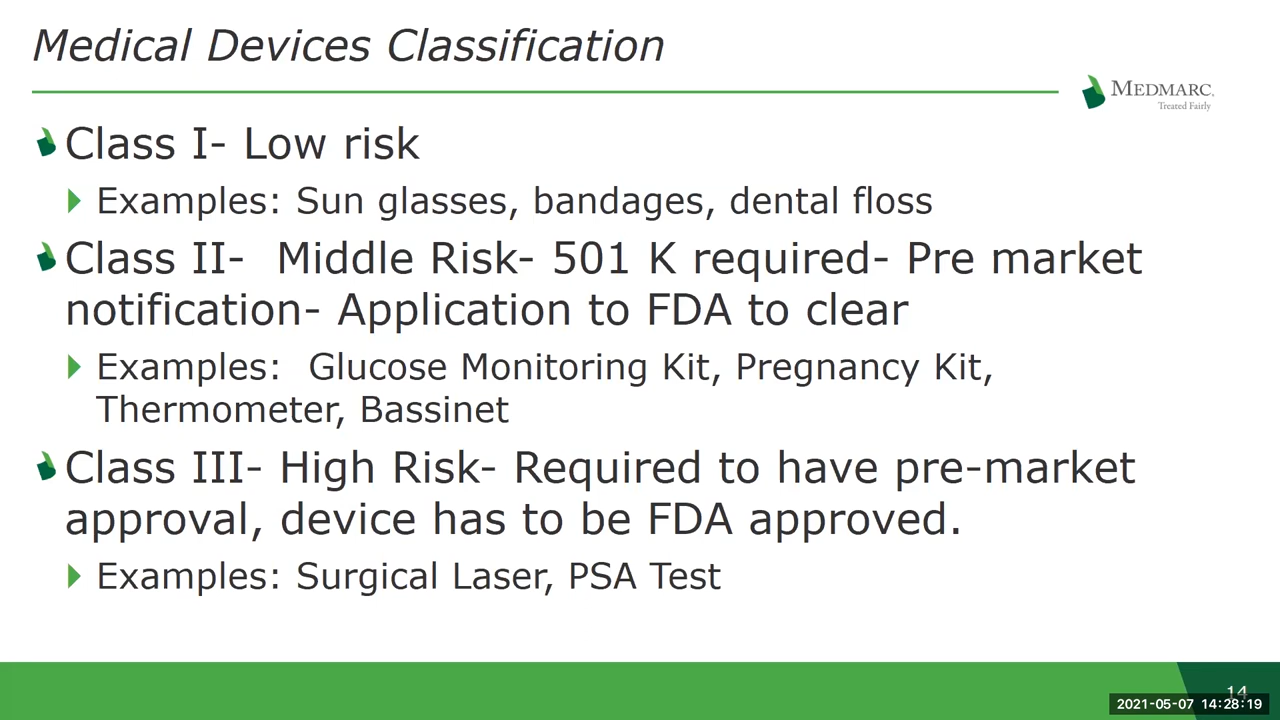 Medical Devices Classification
MEDMARC.
Treated Fairly
Class I- Low risk
Examples: Sun glasses, bandages, dental floss
Class II-  Middle Risk- 501 K required- Pre market
notification- Application to FDA to clear
Examples:  Glucose Monitoring Kit, Pregnancy Kit,
Thermometer, Bassinet
Class III- High Risk- Required to have pre-market
approval, device has to be FDA approved.
Examples: Surgical Laser, PSA Test
14
2021-05-07 14:28:19